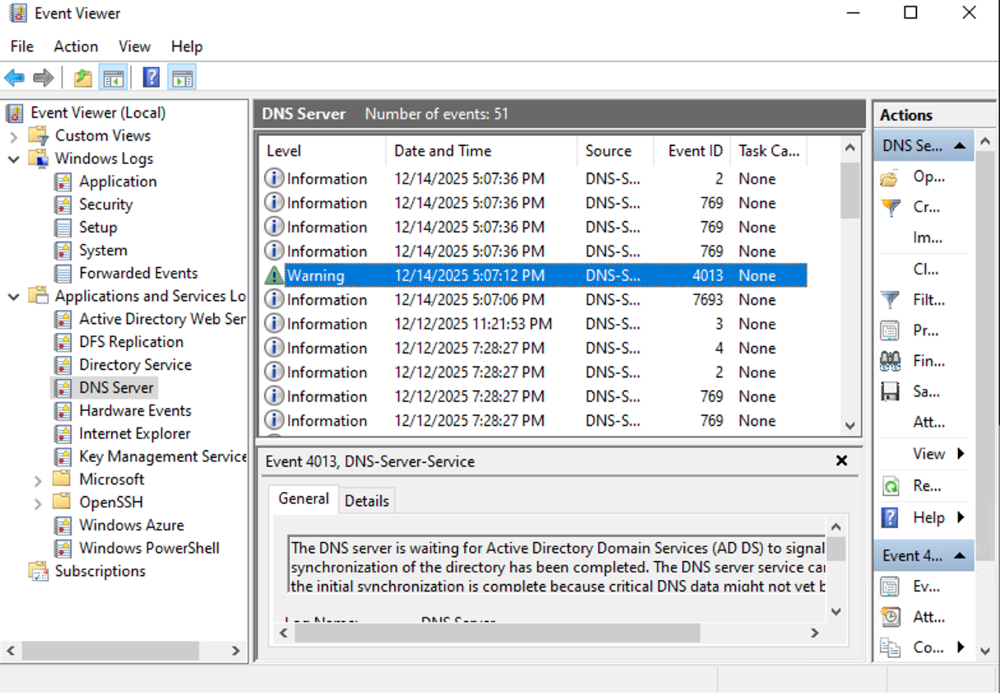 Event Viewer
File Action View Help
Event Viewer (Local)
Custom Views
Windows Logs
Application
Security
Setup
System
Forwarded Events
Applications and Services Lo
Active Directory Web Ser
DFS Replication
Directory Service
DNS Server
Hardware Events
Internet Explorer
Key Management Service
Microsoft
OpenSSH
Windows Azure
Windows PowerShell
Subscriptions
DNS Server Number of events: 51
Level Date and Time Source Event ID Task Ca...
Information 12/14/2025 5:07:36 PM DNS-S... 2 None
Information 12/14/2025 5:07:36 PM DNS-S... 769 None
Information 12/14/2025 5:07:36 PM DNS-S... 769 None
Information 12/14/2025 5:07:36 PM DNS-S... 769 None
Warning 12/14/2025 5:07:12 PM DNS-S... 4013 None
Information 12/14/2025 5:07:06 PM DNS-S... 7693 None
Information 12/12/2025 11:21:53 PM DNS-S... 3 None
Information 12/12/2025 7:28:27 PM DNS-S... 4 None
Information 12/12/2025 7:28:27 PM DNS-S... 2 None
Information 12/12/2025 7:28:27 PM DNS-S... 769 None
Information 12/12/2025 7:28:27 PM DNS-S... 769 None
Event 4013, DNS-Server-Service
General Details
The DNS server is waiting for Active Directory Domain Services (AD DS) to signal
synchronization of the directory has been completed. The DNS server service car
the initial synchronization is complete because critical DNS data might not yet b
Log Name: DNS Server
Actions
DNS Se...
Op...
Cr...
Im...
Cl...
Filt...
Pr...
Fin...
Sa...
Att...
View
Re...
Help
Event 4...
Ev...
Att...
Co...